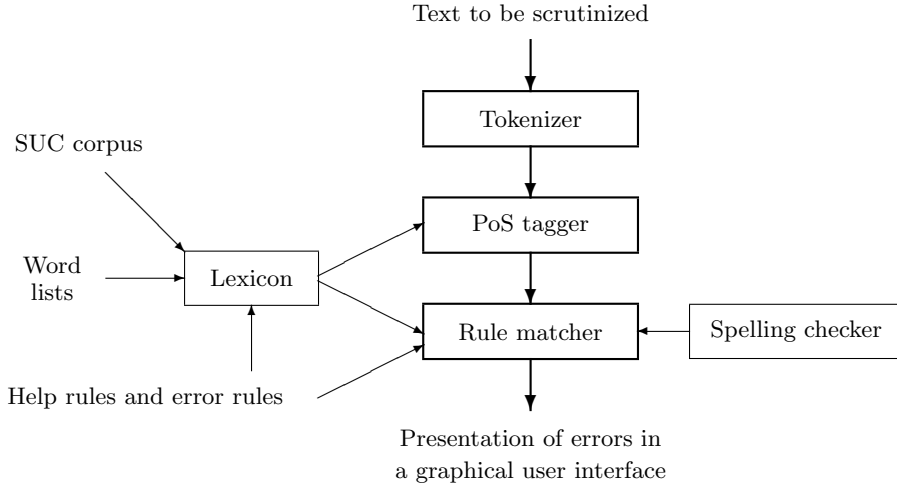 Text to be scrutinized
Tokenizer
SUC corpus
PoS tagger
Word
lists
Lexicon
Rule matcher
Spelling checker
Help rules and error rules
Presentation of errors in
a graphical user interface